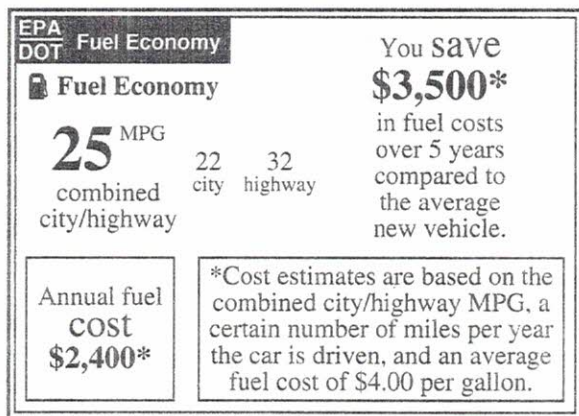 EPA
DOT
Fuel Economy
Fuel Economy
25 MPG
combined
city/highway
22
city
32
highway
You save
$3,500*
in fuel costs
over 5 years
compared to
the average
new vehicle.
Annual fuel
cost
$2,400*
*Cost estimates are based on the
combined city/highway MPG, a
certain number of miles per year
the car is driven, and an average
fuel cost of $4.00 per gallon.